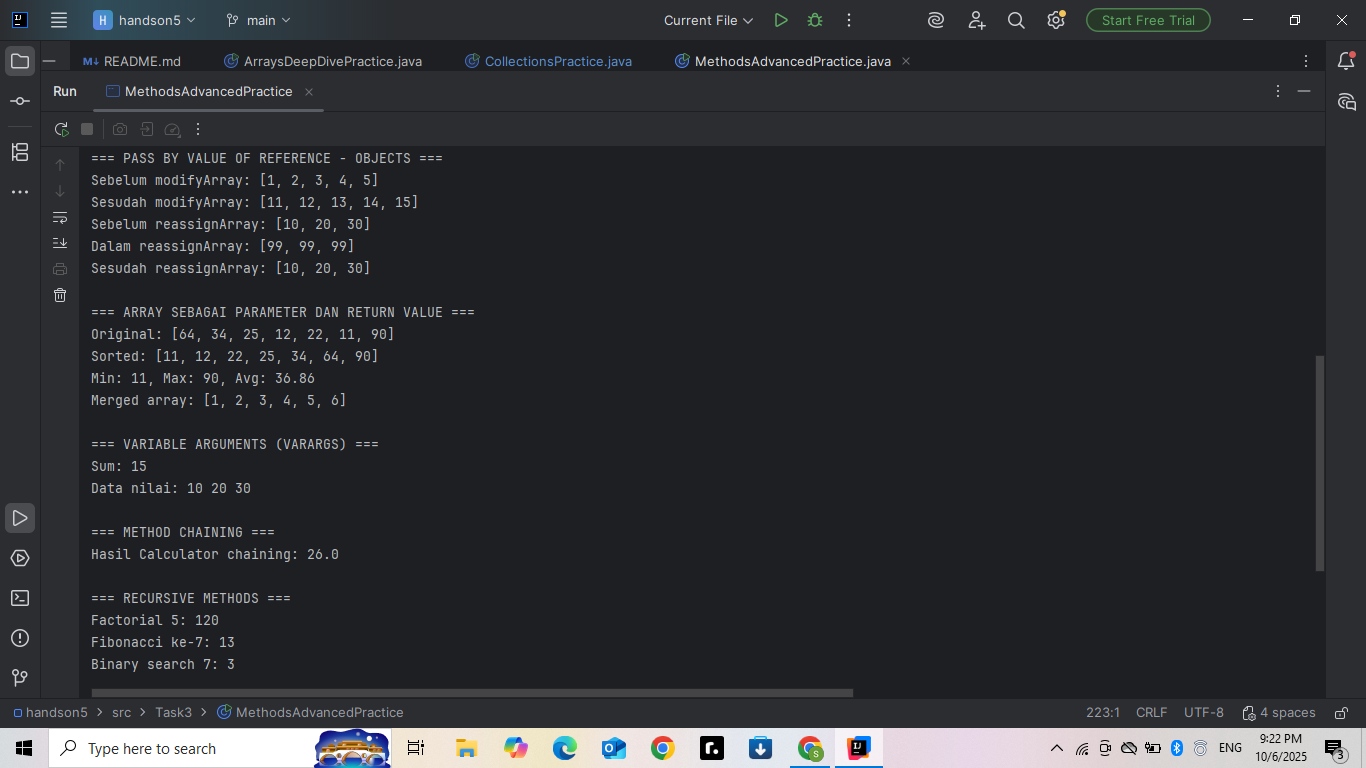 H handson5 main Current File Start Free Trial
README.md ArraysDeepDivePractice.java CollectionsPractice.java MethodsAdvancedPractice.java
Run MethodsAdvancedPractice
=== PASS BY VALUE OF REFERENCE - OBJECTS ===
Sebelum modifyArray: [1, 2, 3, 4, 5]
Sesudah modifyArray: [11, 12, 13, 14, 15]
Sebelum reassignArray: [10, 20, 30]
Dalam reassignArray: [99, 99, 99]
Sesudah reassignArray: [10, 20, 30]
=== ARRAY SEBAGAI PARAMETER DAN RETURN VALUE ===
Original: [64, 34, 25, 12, 22, 11, 90]
Sorted: [11, 12, 22, 25, 34, 64, 90]
Min: 11, Max: 90, Avg: 36.86
Merged array: [1, 2, 3, 4, 5, 6]
=== VARIABLE ARGUMENTS (VARARGS) ===
Sum: 15
Data nilai: 10 20 30
=== METHOD CHAINING ===
Hasil Calculator chaining: 26.0
=== RECURSIVE METHODS ===
Factorial 5: 120
Fibonacci ke-7: 13
Binary search 7: 3
handson5 > src > Task3 > MethodsAdvancedPractice 223:1 CRLF UTF-8 4 spaces
Type here to search ENG 9:22 PM
10/6/2025 3